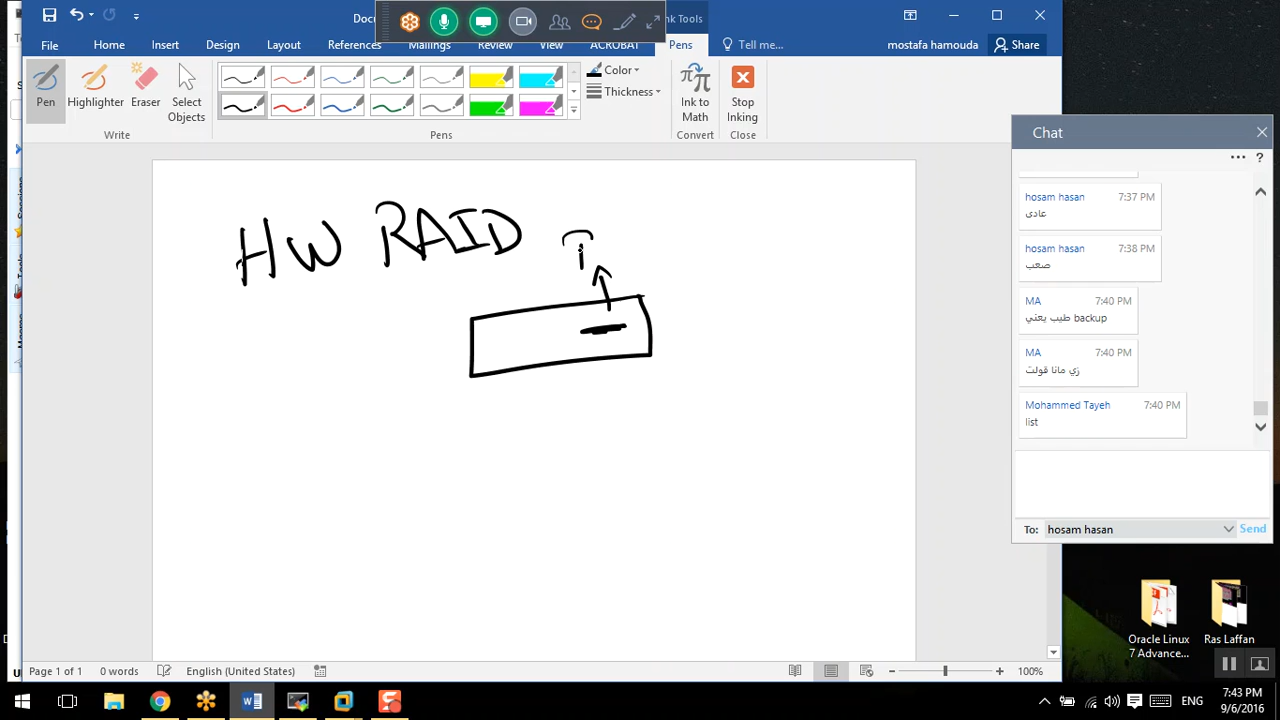 Doc
nk Tools
File
Home
Insert
Design
Layout
References
Mailings
Review
View
ACROBAT
Pens
Tell me...
mostafa hamouda
Share
Pen
Highlighter
Eraser
Select Objects
Color
Thickness
Ink to Math
Stop Inking
Write
Pens
Convert
Close
HW RAID
Chat
hosam hasan 7:37 PM
عادى
hosam hasan 7:38 PM
صعب
MA 7:40 PM
طيب يعني backup
MA 7:40 PM
زي مانا قولت
Mohammed Tayeh 7:40 PM
list
To: hosam hasan Send
Oracle Linux 7 Advance...
Ras Laffan
Page 1 of 1
0 words
English (United States)
100%
ENG
7:43 PM
9/6/2016